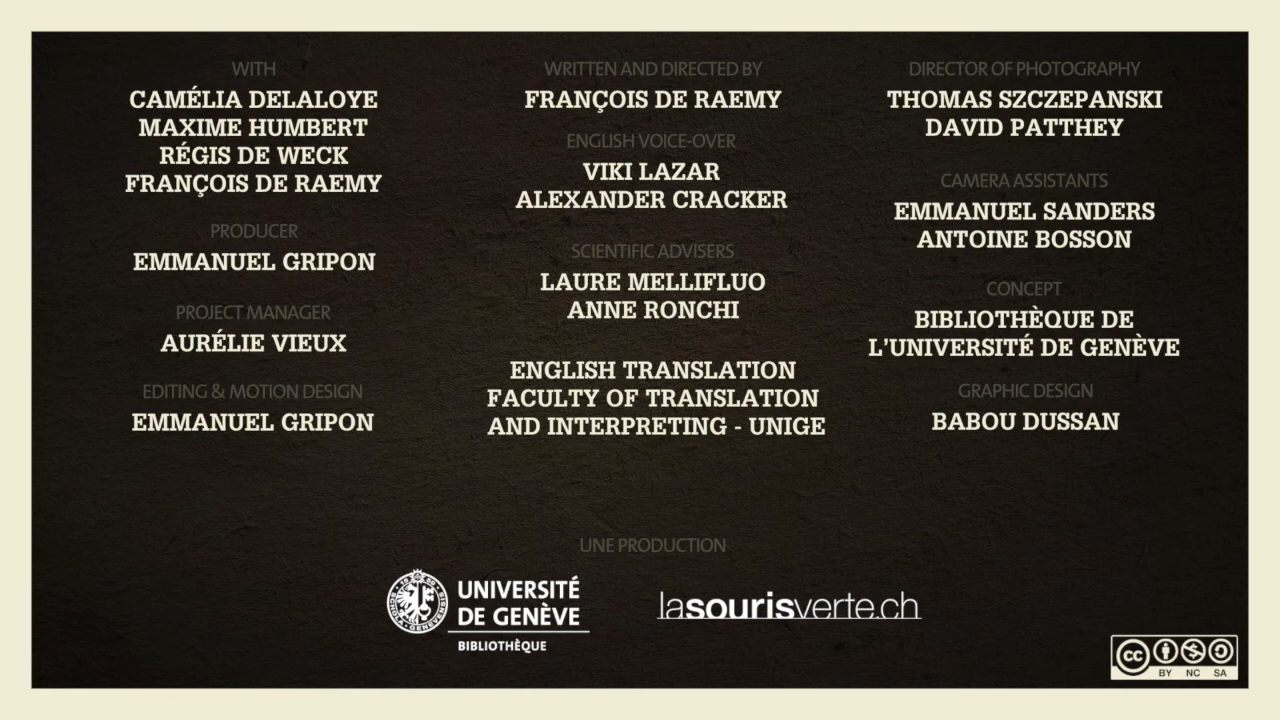 WITH
CAMÉLIA DELALOYE
MAXIME HUMBERT
RÉGIS DE WECK
FRANÇOIS DE RAEMY
PRODUCER
EMMANUEL GRIPON
PROJECT MANAGER
AURÉLIE VIEUX
EDITING & MOTION DESIGN
EMMANUEL GRIPON
WRITTEN AND DIRECTED BY
FRANÇOIS DE RAEMY
ENGLISH VOICE-OVER
VIKI LAZAR
ALEXANDER CRACKER
SCIENTIFIC ADVISERS
LAURE MELLIFLUO
ANNE RONCHI
ENGLISH TRANSLATION
FACULTY OF TRANSLATION
AND INTERPRETING - UNIGE
DIRECTOR OF PHOTOGRAPHY
THOMAS SZCZEPANSKI
DAVID PATTHEY
CAMERA ASSISTANTS
EMMANUEL SANDERS
ANTOINE BOSSON
CONCEPT
BIBLIOTHÈQUE DE
L'UNIVERSITÉ DE GENÈVE
GRAPHIC DESIGN
BABOU DUSSAN
UNE PRODUCTION
UNIVERSITÉ
DE GENÈVE
BIBLIOTHÈQUE
lasourisverte.ch
cc
BY NC SA